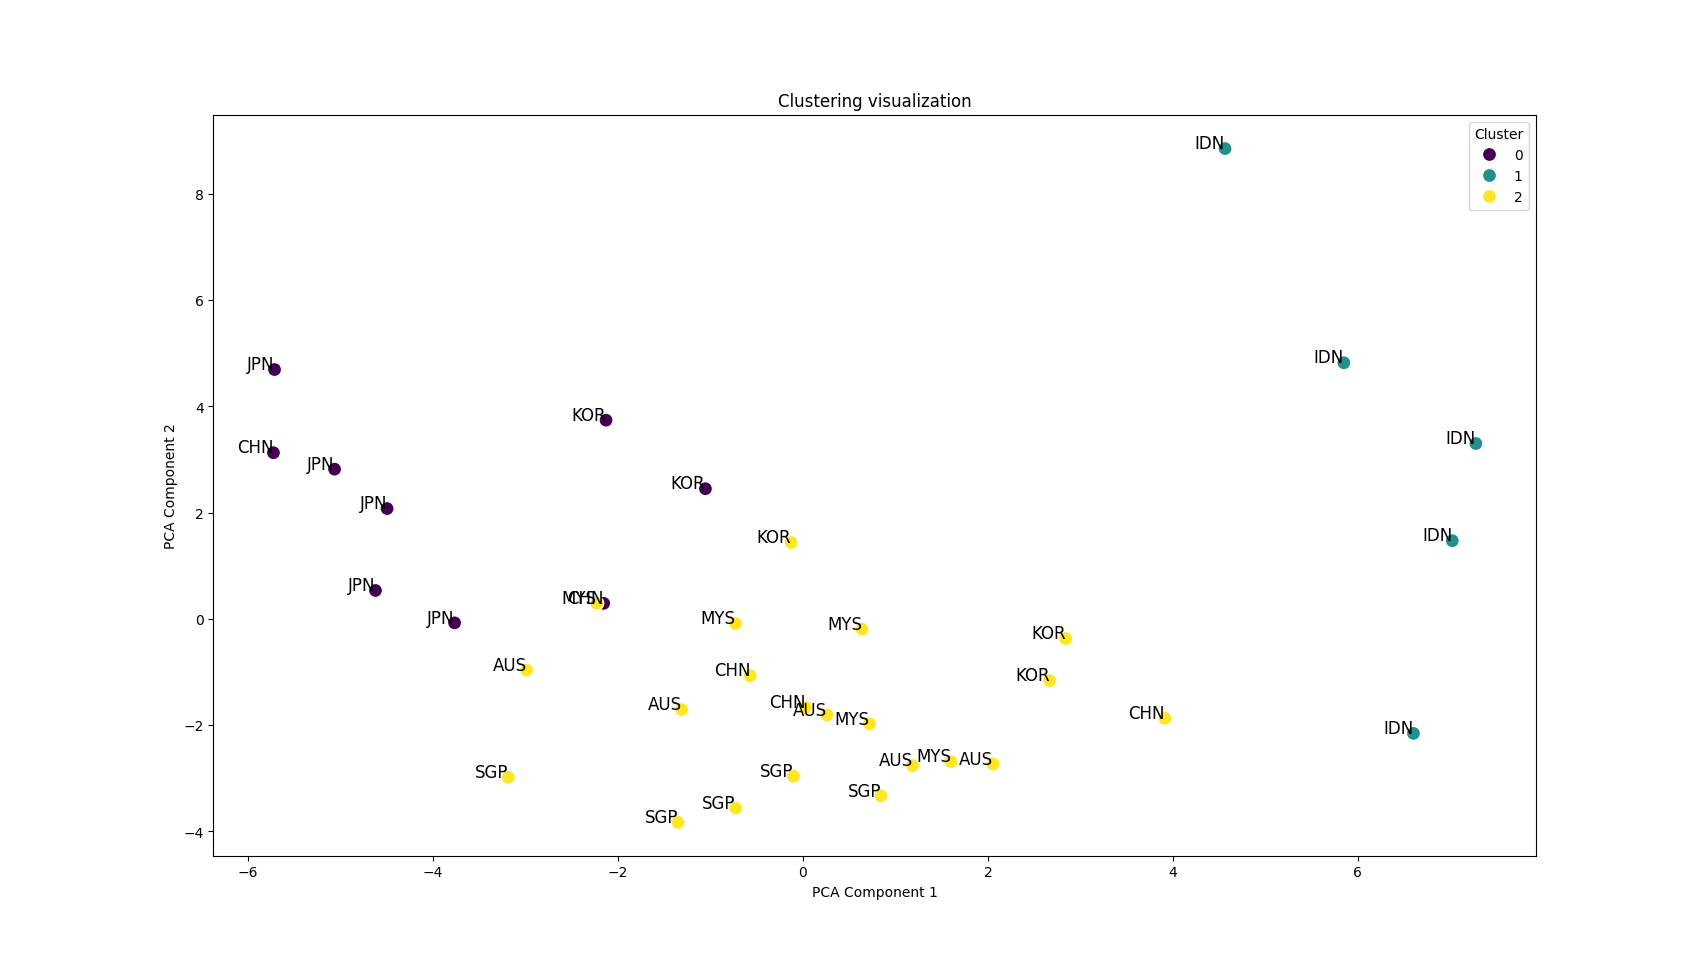 Clustering visualization
Cluster
0
1
2
IDN
IDN
IDN
IDN
IDN
JPN
CHN
JPN
JPN
JPN
JPN
KOR
KOR
KOR
MYS
CHN
MYS
MYS
KOR
KOR
AUS
CHN
AUS
CHN
AUS
MYS
CHN
AUS
MYS
AUS
SGP
SGP
SGP
SGP
SGP
8
6
4
2
0
−2
−4
PCA Component 2
−6
−4
−2
0
2
4
6
PCA Component 1